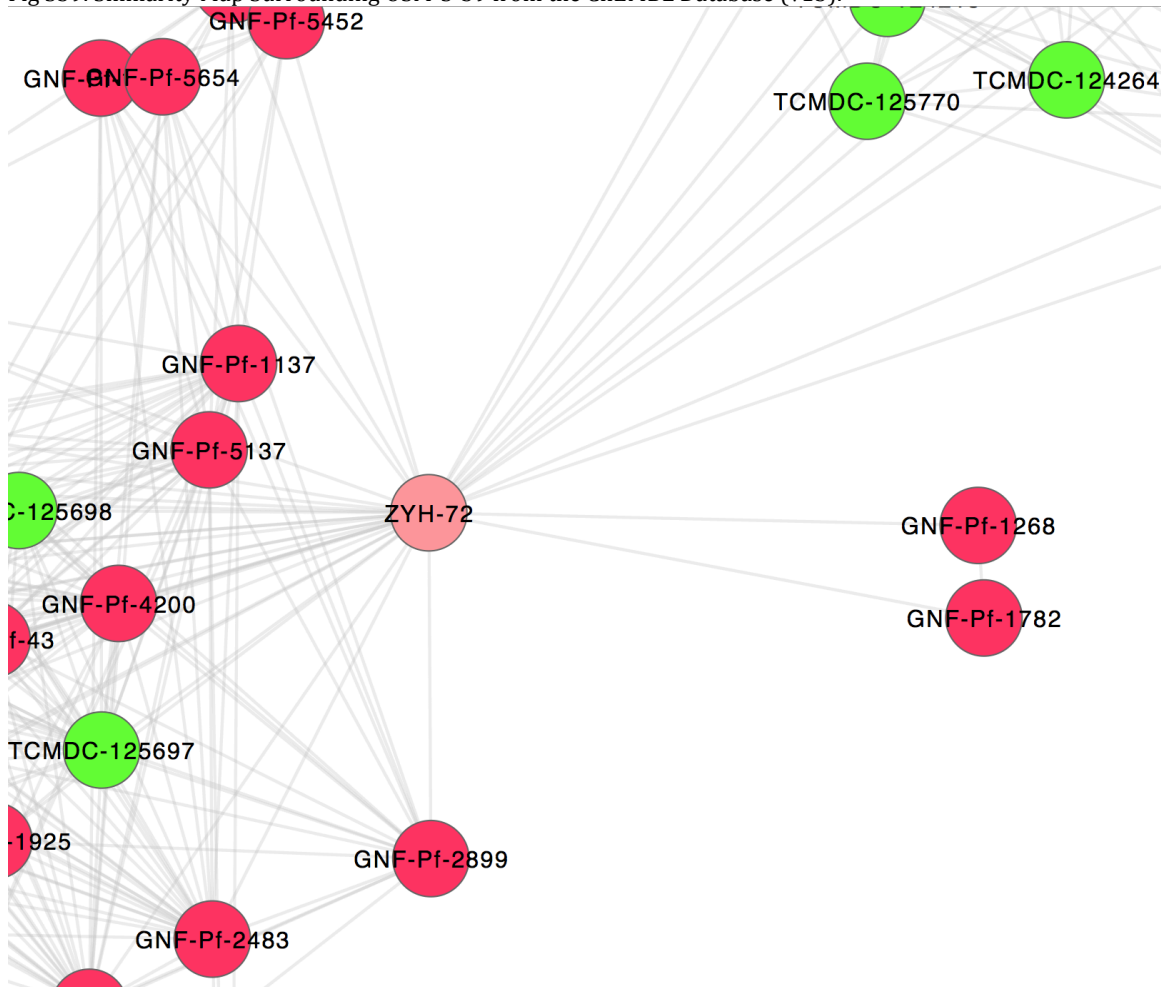 GNF-Pf-5452
GNF-Pf-5654
TCMDC-125770
TCMDC-124264
GNF-Pf-1137
GNF-Pf-5137
C-125698
ZYH-72
GNF-Pf-1268
GNF-Pf-4200
GNF-Pf-1782
f-43
TCMDC-125697
-1925
GNF-Pf-2899
GNF-Pf-2483